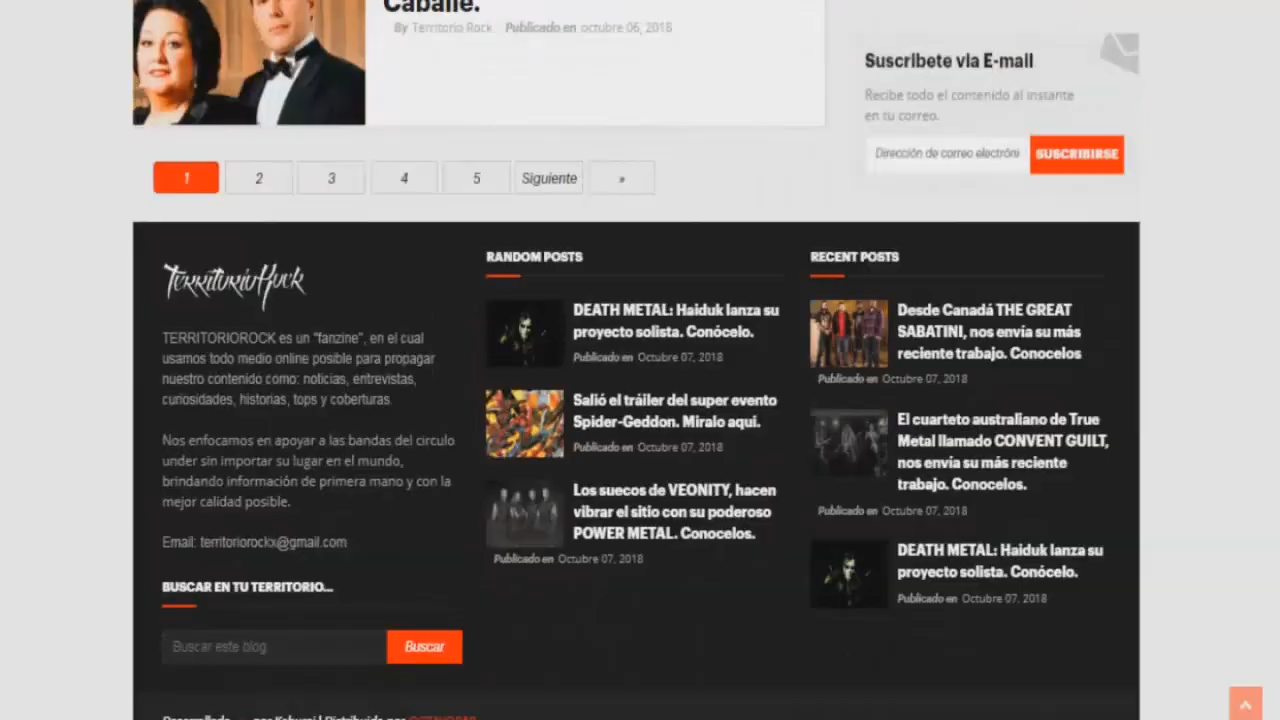 Caballé.
By Territorio Rock Publicado en octubre 06, 2018
Suscribete via E-mail
Recibe todo el contenido al instante
en tu correo.
Dirección de correo electróni SUSCRIBIRSE
1 2 3 4 5 Siguiente »
TERRITORIOROCK
TERRITORIOROCK es un "fanzine", en el cual
usamos todo medio online posible para propagar
nuestro contenido como: noticias, entrevistas,
curiosidades, historias, tops y coberturas.
Nos enfocamos en apoyar a las bandas del circulo
under sin importar su lugar en el mundo,
brindando información de primera mano y con la
mejor calidad posible.
Email: territoriorockx@gmail.com
BUSCAR EN TU TERRITORIO...
Buscar este blog Buscar
RANDOM POSTS
DEATH METAL: Haiduk lanza su
proyecto solista. Conócelo.
Publicado en Octubre 07, 2018
Salió el tráiler del super evento
Spider-Geddon. Miralo aqui.
Publicado en Octubre 07, 2018
Los suecos de VEONITY, hacen
vibrar el sitio con su poderoso
POWER METAL. Conocelos.
Publicado en Octubre 07, 2018
RECENT POSTS
Desde Canadá THE GREAT
SABATINI, nos envía su más
reciente trabajo. Conocelos
Publicado en Octubre 07, 2018
El cuarteto australiano de True
Metal llamado CONVENT GUILT,
nos envia su más reciente
trabajo. Conocelos.
Publicado en Octubre 07, 2018
DEATH METAL: Haiduk lanza su
proyecto solista. Conócelo.
Publicado en Octubre 07, 2018
Desarrollado por | Distribuido por